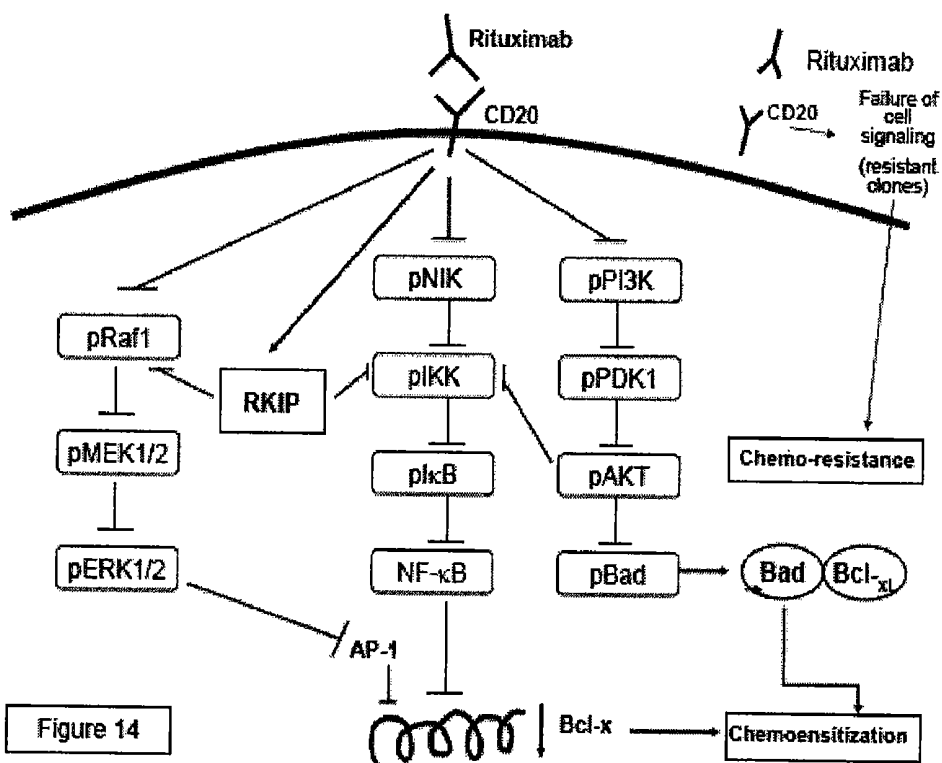 Rituximab
CD20
Rituximab
CD20
Failure of
cell
signaling
(resistant
clones)
pNIK
pPI3K
pRaf1
RKIP
pIKK
pPDK1
pMEK1/2
pIκB
pAKT
Chemo-resistance
pERK1/2
NF-κB
pBad
Bad
Bcl-xL
AP-1
Figure 14
Bcl-x
Chemoensitization